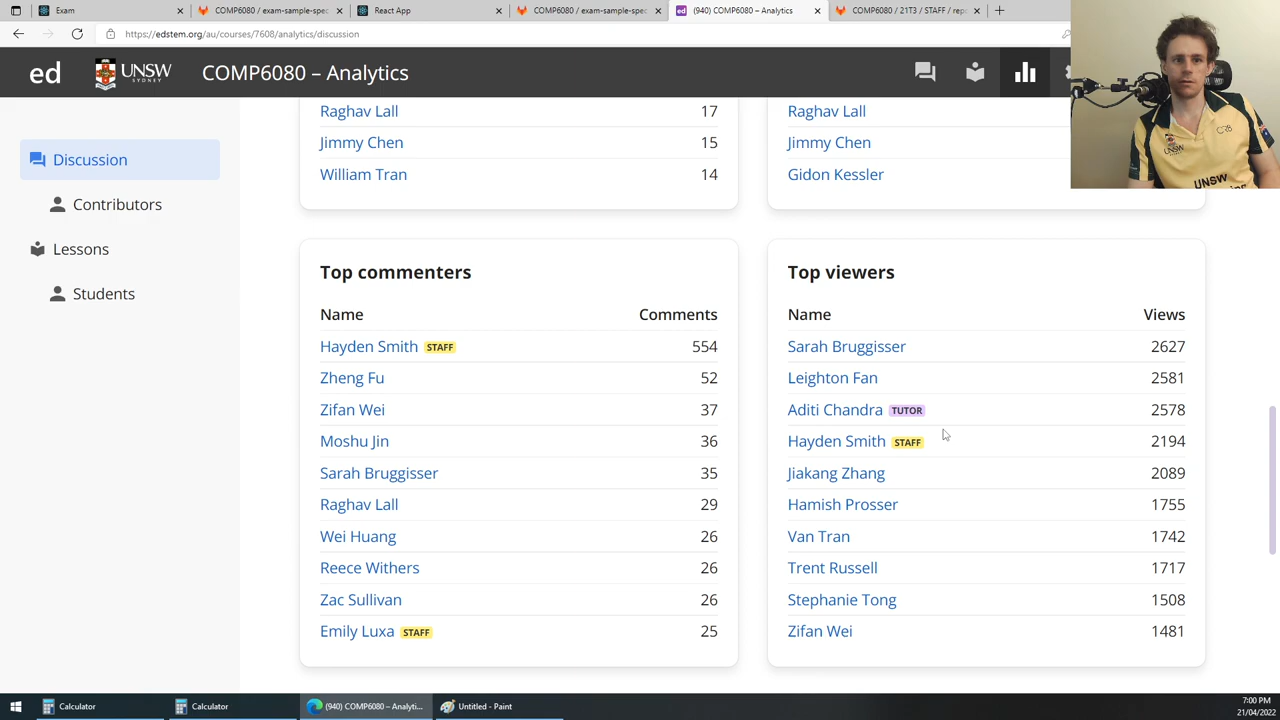 Exam
COMP6080 / exam-sample-spec
React App
COMP6080 / exam-sample-spec
(940) COMP6080 – Analytics
COMP6080 / 21T3 / STAFF / rep
https://edstem.org/au/courses/7608/analytics/discussion
ed UNSW SYDNEY COMP6080 – Analytics
Discussion
Contributors
Lessons
Students
Raghav Lall 17
Jimmy Chen 15
William Tran 14
Raghav Lall
Jimmy Chen
Gidon Kessler
Top commenters
Name Comments
Hayden Smith STAFF 554
Zheng Fu 52
Zifan Wei 37
Moshu Jin 36
Sarah Bruggisser 35
Raghav Lall 29
Wei Huang 26
Reece Withers 26
Zac Sullivan 26
Emily Luxa STAFF 25
Top viewers
Name Views
Sarah Bruggisser 2627
Leighton Fan 2581
Aditi Chandra TUTOR 2578
Hayden Smith STAFF 2194
Jiakang Zhang 2089
Hamish Prosser 1755
Van Tran 1742
Trent Russell 1717
Stephanie Tong 1508
Zifan Wei 1481
UNSW
Calculator
Calculator
(940) COMP6080 – Analyti...
Untitled - Paint
7:00 PM
21/04/2022